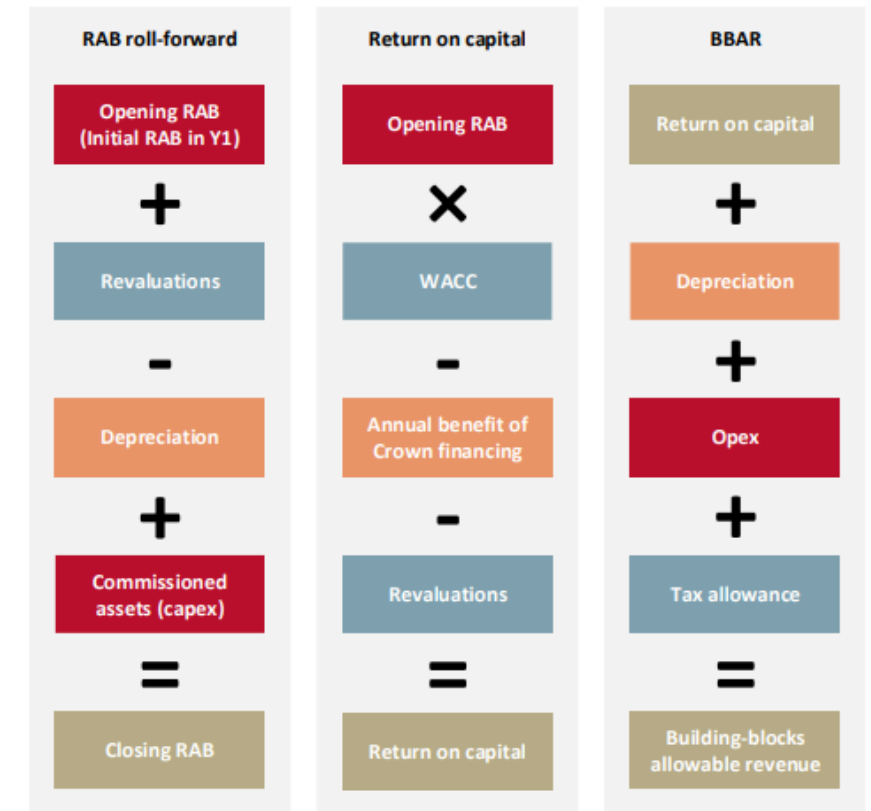 RAB roll-forward
Opening RAB
(Initial RAB in Y1)
+
Revaluations
-
Depreciation
+
Commissioned
assets (capex)
=
Closing RAB
Return on capital
Opening RAB
×
WACC
-
Annual benefit of
Crown financing
-
Revaluations
=
Return on capital
BBAR
Return on capital
+
Depreciation
+
Opex
+
Tax allowance
=
Building-blocks
allowable revenue